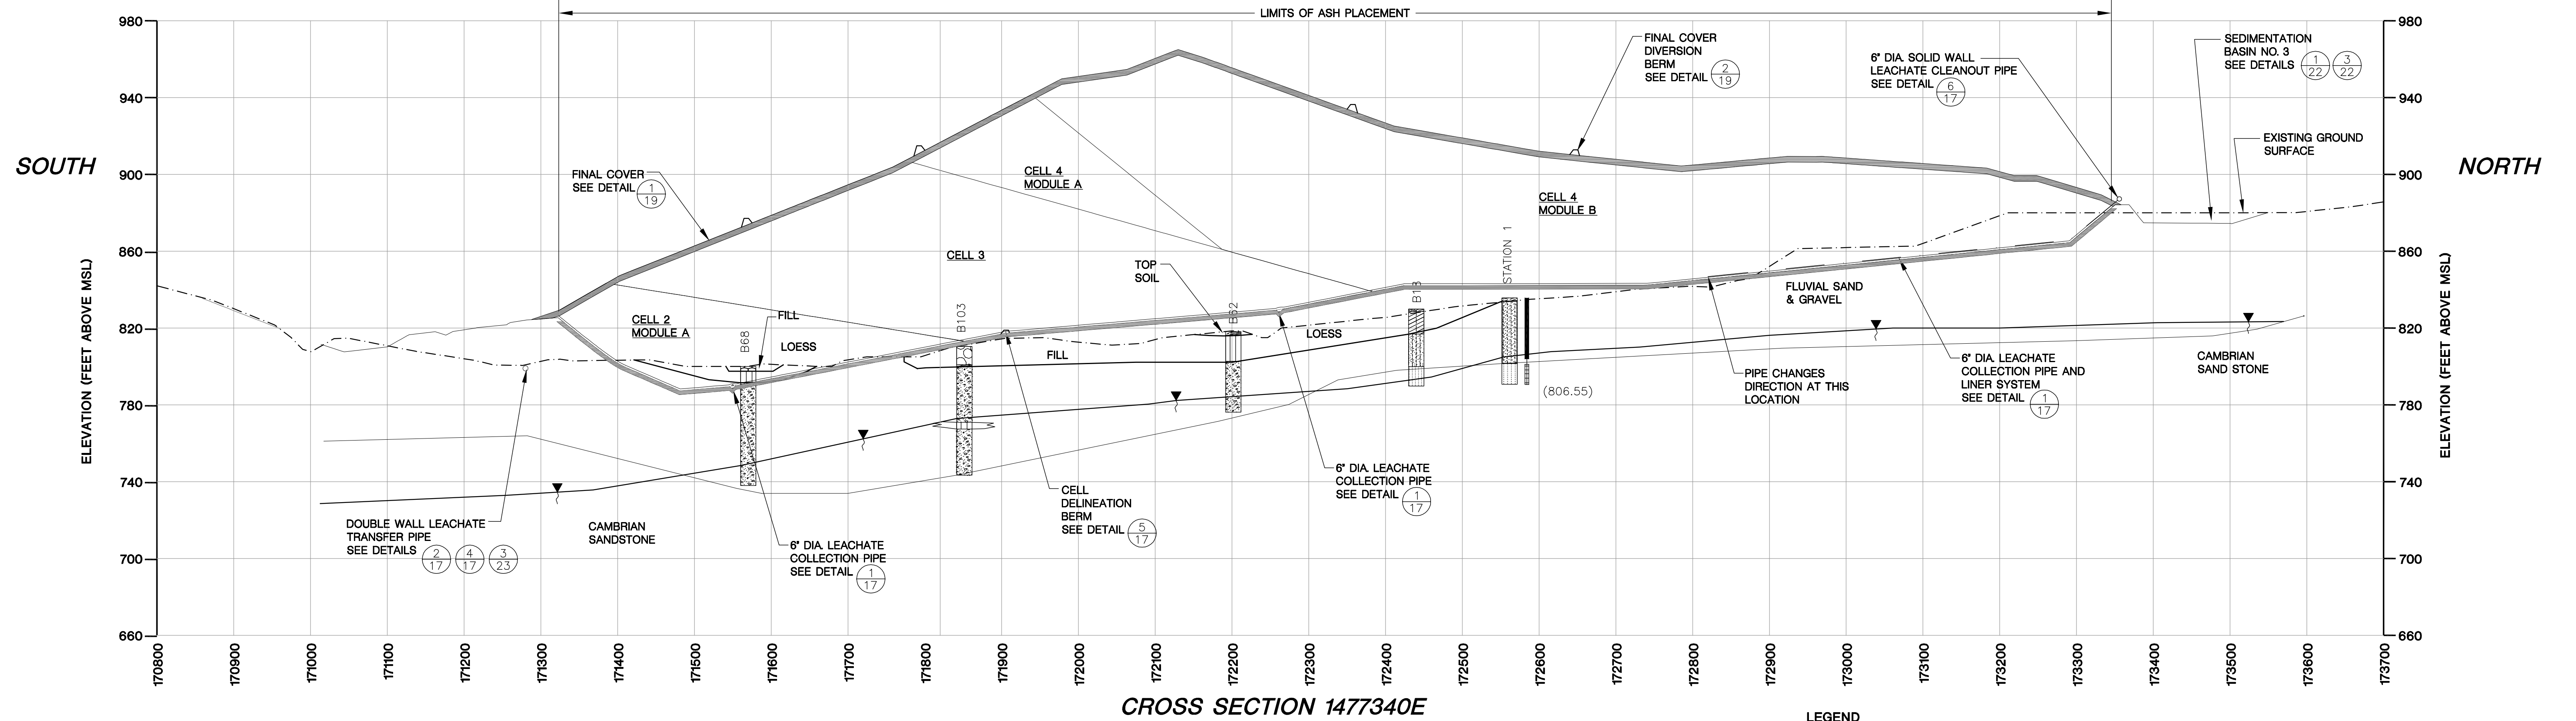 LIMITS OF ASH PLACEMENT
980
940
900
860
820
780
740
700
660
980
940
900
860
820
780
740
700
660
SOUTH
NORTH
ELEVATION (FEET ABOVE MSL)
ELEVATION (FEET ABOVE MSL)
FINAL COVER
DIVERSION
BERM
SEE DETAIL
2
19
6" DIA. SOLID WALL
LEACHATE CLEANOUT PIPE
SEE DETAIL
6
17
SEDIMENTATION
BASIN NO. 3
SEE DETAILS
1
22
3
22
EXISTING GROUND
SURFACE
FINAL COVER
SEE DETAIL
1
19
CELL 4
MODULE A
CELL 4
MODULE B
CELL 3
CELL 2
MODULE A
TOP
SOIL
STATION 1
B13
B62
B103
B68
FILL
LOESS
FILL
LOESS
FLUVIAL SAND
& GRAVEL
CAMBRIAN
SAND STONE
(806.55)
PIPE CHANGES
DIRECTION AT THIS
LOCATION
6" DIA. LEACHATE
COLLECTION PIPE AND
LINER SYSTEM
SEE DETAIL
1
17
6" DIA. LEACHATE
COLLECTION PIPE
SEE DETAIL
1
17
CELL
DELINEATION
BERM
SEE DETAIL
5
17
6" DIA. LEACHATE
COLLECTION PIPE
SEE DETAIL
1
17
CAMBRIAN
SANDSTONE
DOUBLE WALL LEACHATE
TRANSFER PIPE
SEE DETAILS
2
17
4
17
3
23
170800
170900
171000
171100
171200
171300
171400
171500
171600
171700
171800
171900
172000
172100
172200
172300
172400
172500
172600
172700
172800
172900
173000
173100
173200
173300
173400
173500
173600
173700
CROSS SECTION 1477340E
LEGEND